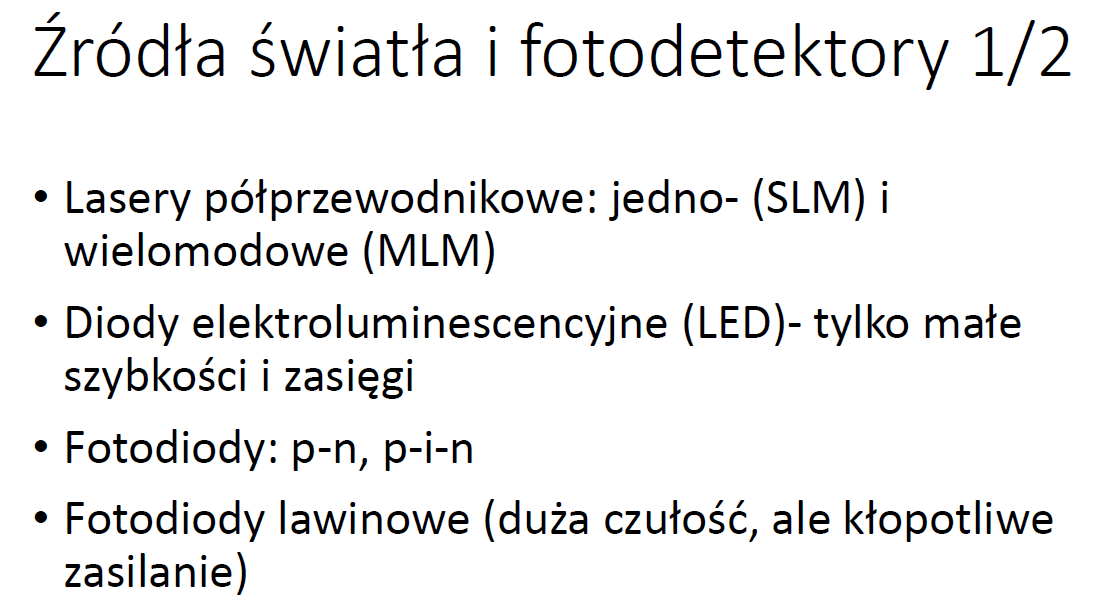 Źródła światła i fotodetektory 1/2
• Lasery półprzewodnikowe: jedno- (SLM) i
wielomodowe (MLM)
• Diody elektroluminescencyjne (LED)- tylko małe
szybkości i zasięgi
• Fotodiody: p-n, p-i-n
• Fotodiody lawinowe (duża czułość, ale kłopotliwe
zasilanie)